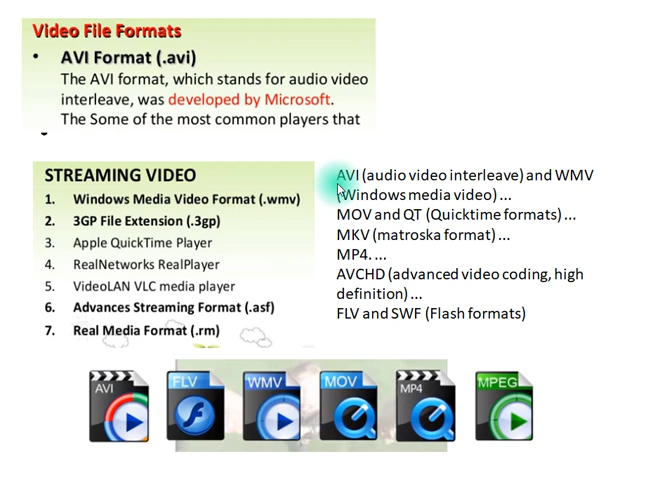 Video File Formats
• AVI Format (.avi)
The AVI format, which stands for audio video
interleave, was developed by Microsoft.
The Some of the most common players that
STREAMING VIDEO
1. Windows Media Video Format (.wmv)
2. 3GP File Extension (.3gp)
3. Apple QuickTime Player
4. RealNetworks RealPlayer
5. VideoLAN VLC media player
6. Advances Streaming Format (.asf)
7. Real Media Format (.rm)
AVI (audio video interleave) and WMV
(Windows media video) ...
MOV and QT (Quicktime formats) ...
MKV (matroska format) ...
MP4. ...
AVCHD (advanced video coding, high
definition) ...
FLV and SWF (Flash formats)
AVI
FLV
WMV
MOV
MP4
MPEG